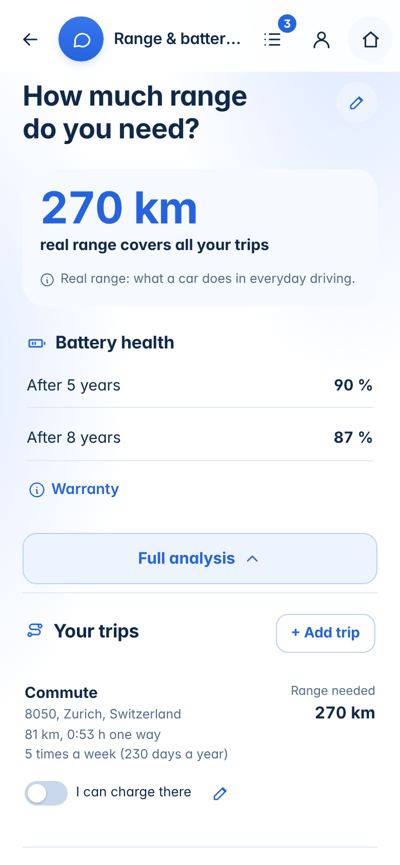 Range & batter...
3
How much range
do you need?
270 km
real range covers all your trips
Real range: what a car does in everyday driving.
Battery health
After 5 years
90 %
After 8 years
87 %
Warranty
Full analysis
Your trips
+ Add trip
Commute
Range needed
8050, Zurich, Switzerland
270 km
81 km, 0:53 h one way
5 times a week (230 days a year)
I can charge there